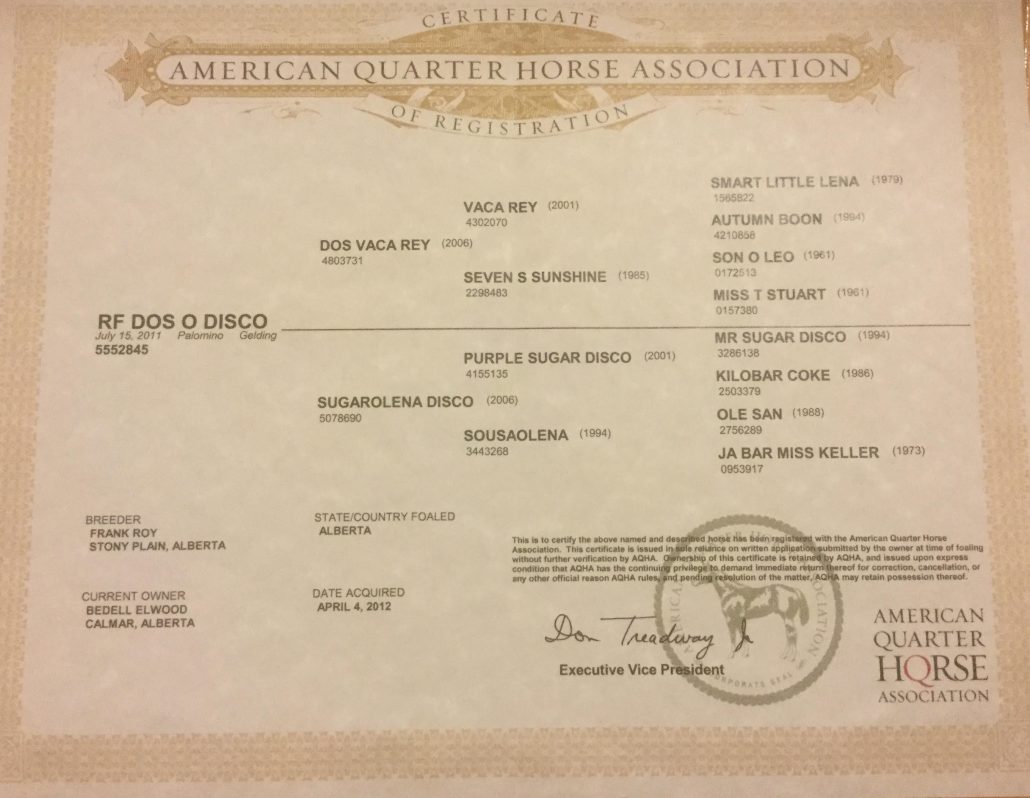 CERTIFICATE
AMERICAN QUARTER HORSE ASSOCIATION
OF REGISTRATION
SMART LITTLE LENA (1979)
1565822
VACA REY (2001)
4302070
AUTUMN BOON (1994)
4210858
DOS VACA REY (2006)
4803731
SON O LEO (1961)
0172513
SEVEN S SUNSHINE (1985)
2298483
MISS T STUART (1961)
0157380
RF DOS O DISCO
July 15, 2011 Palomino Gelding
5552845
MR SUGAR DISCO (1994)
3286138
PURPLE SUGAR DISCO (2001)
4155135
KILOBAR COKE (1986)
2503379
SUGAROLENA DISCO (2006)
5078690
OLE SAN (1988)
2756289
SOUSAOLENA (1994)
3443268
JA BAR MISS KELLER (1973)
0953917
BREEDER
FRANK ROY
STONY PLAIN, ALBERTA
STATE/COUNTRY FOALED
ALBERTA
CURRENT OWNER
BEDELL ELWOOD
CALMAR, ALBERTA
DATE ACQUIRED
APRIL 4, 2012
This is to certify the above named and described horse has been registered with the American Quarter Horse
Association. This certificate is issued in sole reliance on written application submitted by the owner at time of foaling
without further verification by AQHA. Ownership of this certificate is retained by AQHA, and issued upon express
condition that AQHA has the continuing privilege to demand immediate return thereof for correction, cancellation, or
any other official reason AQHA rules, and pending resolution of the matter, AQHA may retain possession thereof.
Don Treadway Jr
Executive Vice President
CORPORATE SEAL
AMERICAN
QUARTER
HORSE
ASSOCIATION